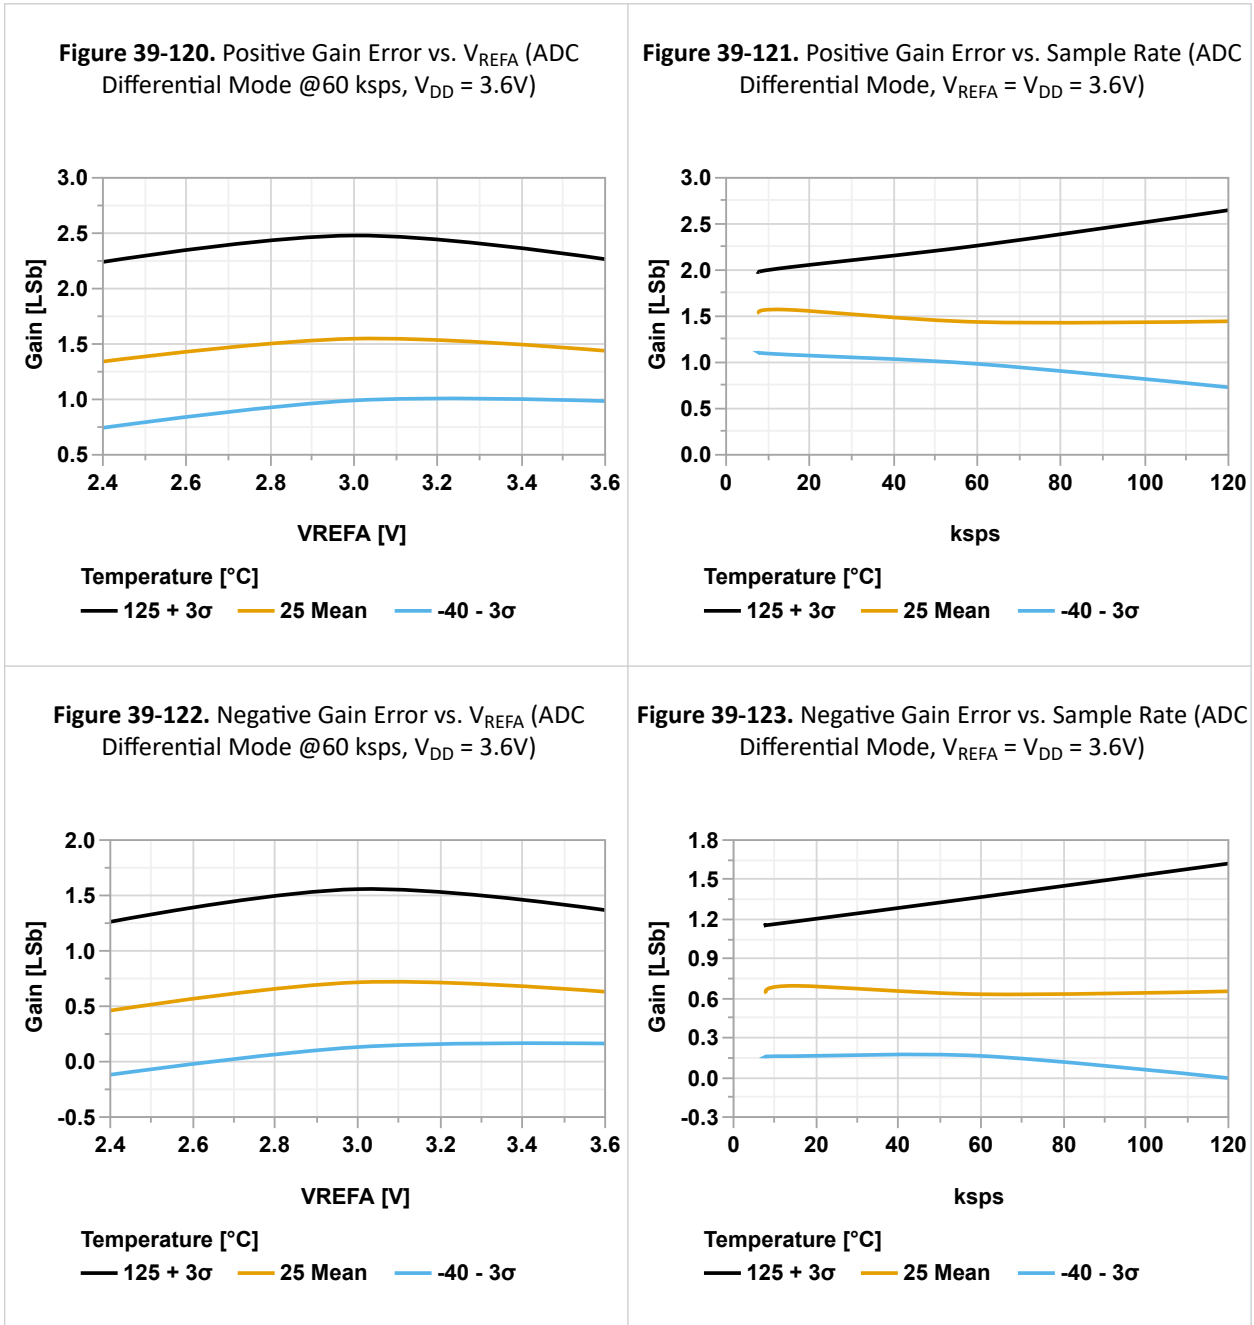 Figure 39-120. Positive Gain Error vs. VREFA (ADC
Differential Mode @60 ksps, VDD = 3.6V)
3.0
2.5
2.0
1.5
1.0
0.5
Gain [LSb]
2.4 2.6 2.8 3.0 3.2 3.4 3.6
VREFA [V]
Temperature [°C]
125 + 3σ 25 Mean -40 - 3σ
Figure 39-121. Positive Gain Error vs. Sample Rate (ADC
Differential Mode, VREFA = VDD = 3.6V)
3.0
2.5
2.0
1.5
1.0
0.5
0.0
Gain [LSb]
0 20 40 60 80 100 120
ksps
Temperature [°C]
125 + 3σ 25 Mean -40 - 3σ
Figure 39-122. Negative Gain Error vs. VREFA (ADC
Differential Mode @60 ksps, VDD = 3.6V)
2.0
1.5
1.0
0.5
0.0
-0.5
Gain [LSb]
2.4 2.6 2.8 3.0 3.2 3.4 3.6
VREFA [V]
Temperature [°C]
125 + 3σ 25 Mean -40 - 3σ
Figure 39-123. Negative Gain Error vs. Sample Rate (ADC
Differential Mode, VREFA = VDD = 3.6V)
1.8
1.5
1.2
0.9
0.6
0.3
0.0
-0.3
Gain [LSb]
0 20 40 60 80 100 120
ksps
Temperature [°C]
125 + 3σ 25 Mean -40 - 3σ